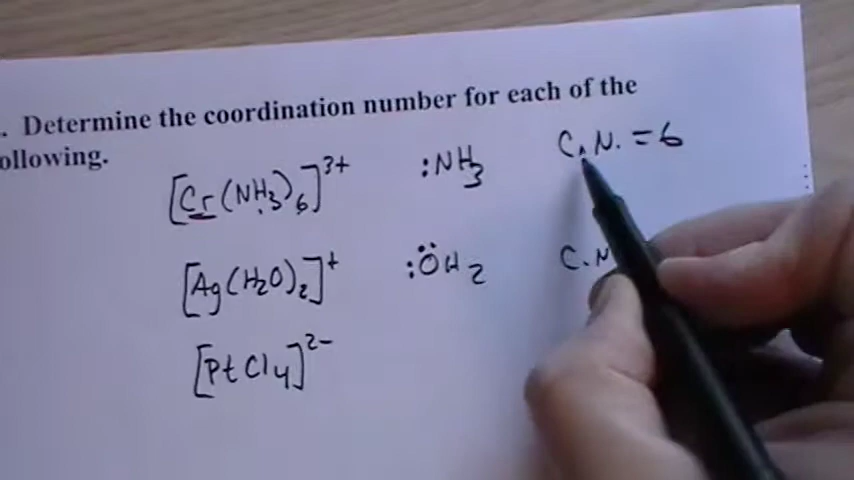 . Determine the coordination number for each of the
ollowing.
[Cr(NH3)6]3+ :NH3 C.N. = 6
[Ag(H2O)2]+ :ÖH2 C.N
[PtCl4]2-